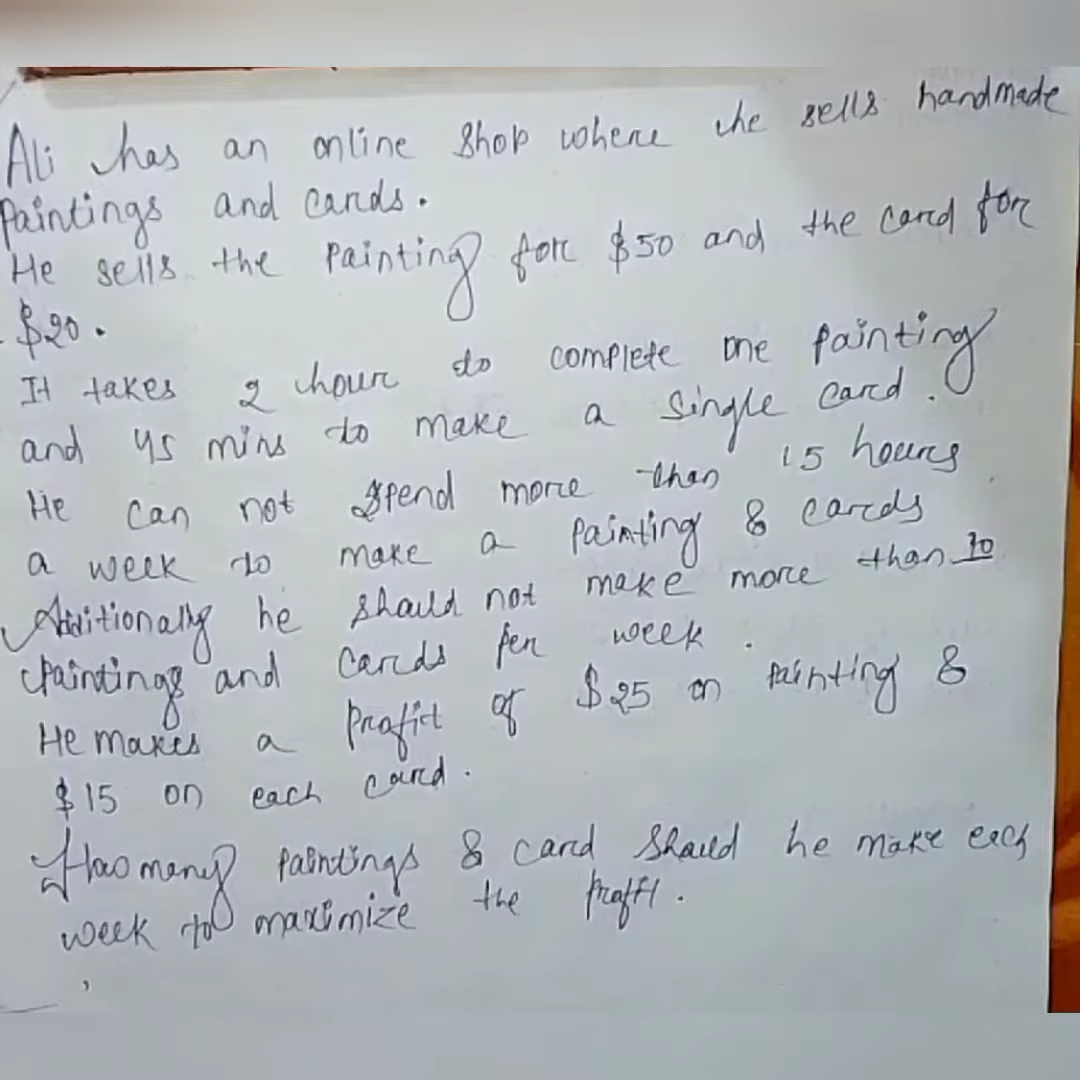 Ali has an online shop where he sells handmade
Paintings and cards.
He sells the Painting for $50 and the card for
$20.
It takes 2 hour to complete one painting
and 45 mins to make a single card.
He can not spend more than 15 hours
a week to make a painting & cards
Additionally he should not make more than 10
Paintings and cards per week.
He makes a Profit of $25 on painting &
$15 on each card.
How many paintings & card should he make each
week to maximize the Profit.